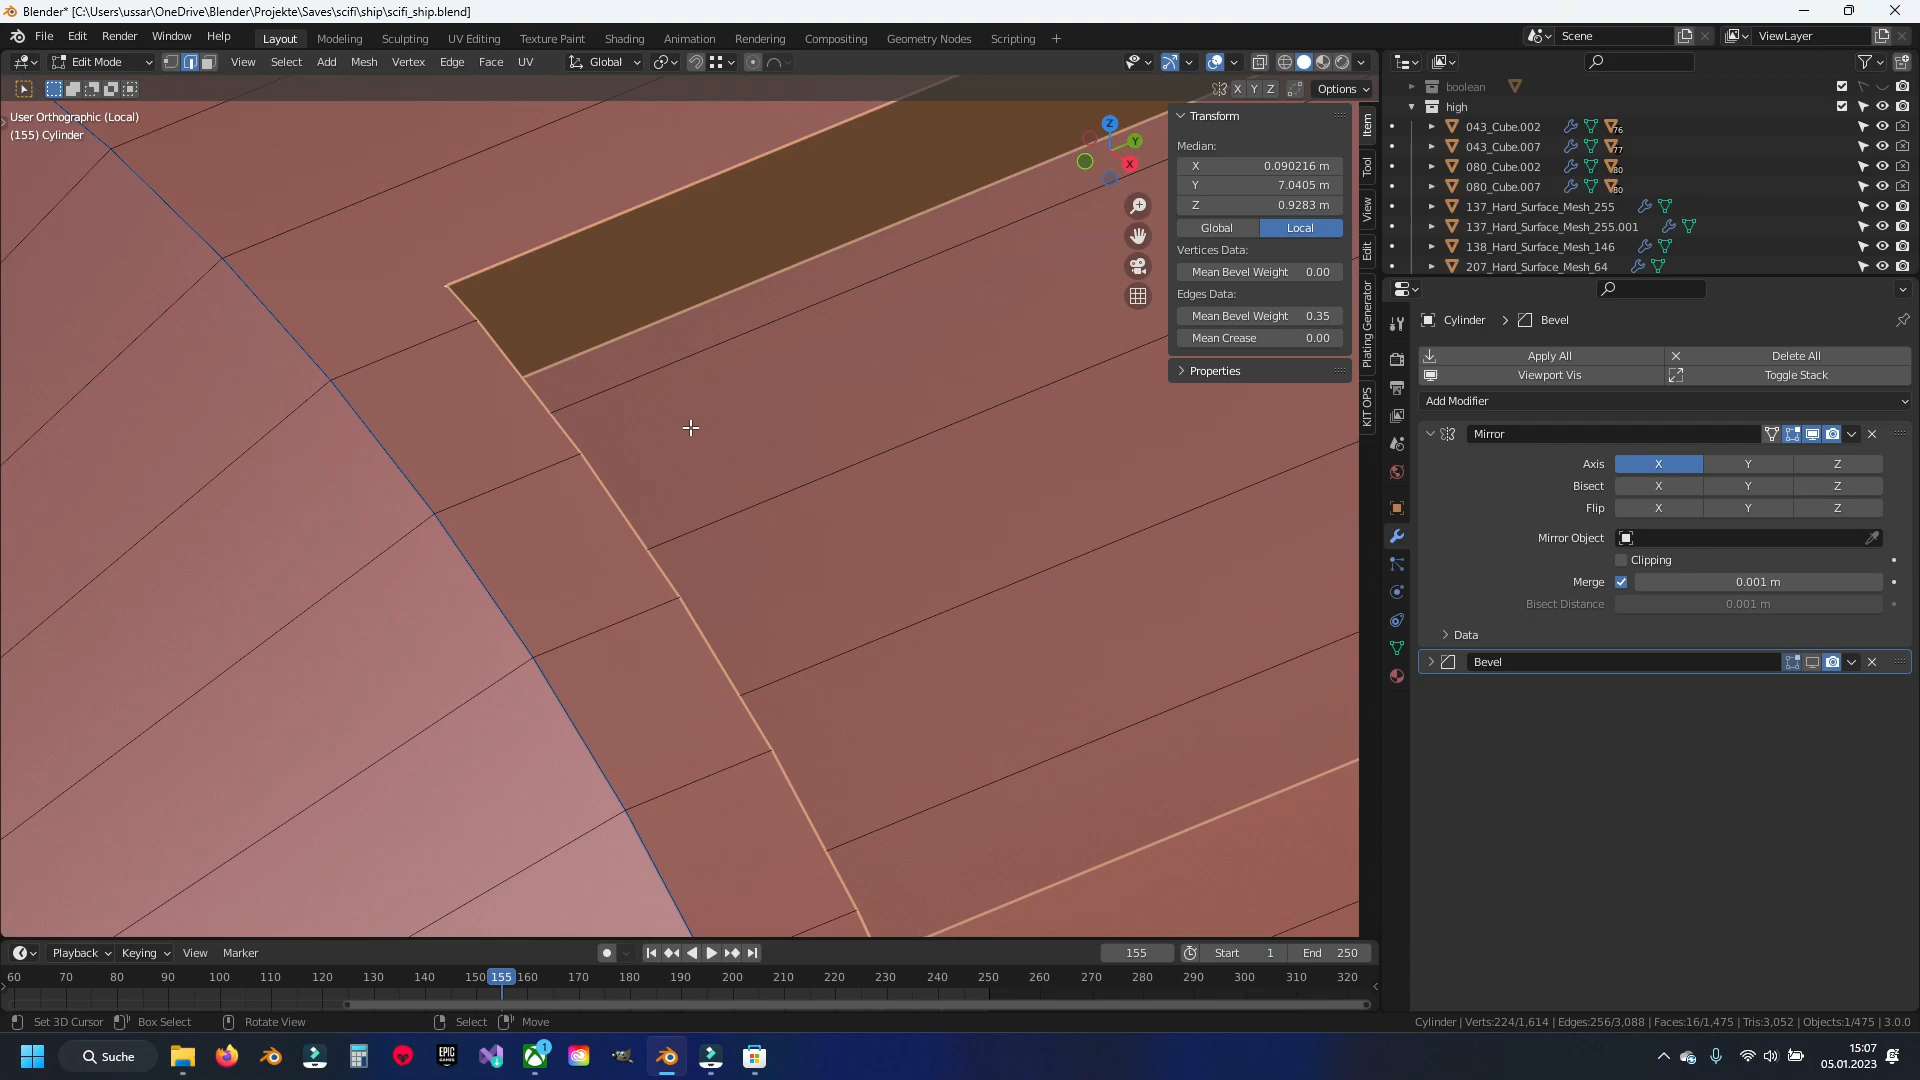 Blender* [C:\Users\ussar\OneDrive\Blender\Projekte\Saves\scifi\ship\scifi_ship.blend]
File Edit Render Window Help Layout Modeling Sculpting UV Editing Texture Paint Shading Animation Rendering Compositing Geometry Nodes Scripting + Scene ViewLayer
Edit Mode View Select Add Mesh Vertex Edge Face UV Global
X Y Z Options
User Orthographic (Local)
(155) Cylinder
Z
Y
X
Transform
Median:
X 0.090216 m
Y 7.0405 m
Z 0.9283 m
Global Local
Vertices Data:
Mean Bevel Weight 0.00
Edges Data:
Mean Bevel Weight 0.35
Mean Crease 0.00
Properties
Item
Tool
View
Edit
Plating Generator
KIT OPS
boolean
high
043_Cube.002 76
043_Cube.007 77
080_Cube.002 80
080_Cube.007 80
137_Hard_Surface_Mesh_255
137_Hard_Surface_Mesh_255.001
138_Hard_Surface_Mesh_146
207_Hard_Surface_Mesh_64
Cylinder > Bevel
Apply All Delete All
Viewport Vis Toggle Stack
Add Modifier
Mirror
Axis X Y Z
Bisect X Y Z
Flip X Y Z
Mirror Object
Clipping
Merge 0.001 m
Bisect Distance 0.001 m
Data
Bevel
Playback Keying View Marker 155 Start 1 End 250
60 70 80 90 100 110 120 130 140 150 155 160 170 180 190 200 210 220 230 240 250 260 270 280 290 300 310 320
Set 3D Cursor Box Select Rotate View Select Move Cylinder | Verts:224/1,614 | Edges:256/3,088 | Faces:16/1,475 | Tris:3,052 | Objects:1/475 | 3.0.0
Suche EPIC GAMES 1
15:07
05.01.2023